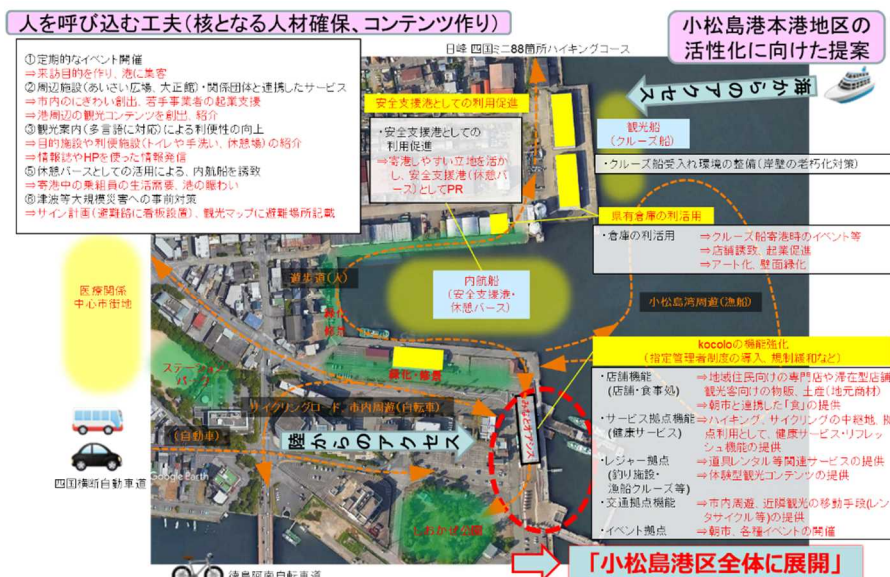 人を呼び込む工夫(核となる人材確保、コンテンツ作り)
①定期的なイベント開催
⇒来訪目的を作り、港に集客
②周辺施設(あいさい広場、大正館)・関係団体と連携したサービス
⇒市内のにぎわい創出、若手事業者の起業支援
⇒港周辺の観光コンテンツを創出、紹介
③観光案内(多言語に対応)による利便性の向上
⇒目的施設や利便施設(トイレや手洗い、休憩場)の紹介
⇒情報誌やHPを使った情報発信
⑤休憩バースとしての活用による、内航船を誘致
⇒寄港中の乗組員の生活需要、港の賑わい
⑥津波等大規模災害への事前対策
⇒サイン計画(避難路に看板設置)、観光マップに避難場所記載
日峰 四国ミニ88箇所ハイキングコース
小松島港本港地区の
活性化に向けた提案
海からのアクセス
安全支援港としての利用促進
・安全支援港としての
利用促進
⇒寄港しやすい立地を活か
し、安全支援港(休憩バ
ース)としてPR
観光船
(クルーズ船)
・クルーズ船受入れ環境の整備(岸壁の老朽化対策)
県有倉庫の利活用
・倉庫の利活用
⇒クルーズ船寄港時のイベント等
⇒店舗誘致、起業促進
⇒アート化、壁面緑化
医療関係
中心市街地
遊歩道(人)
内航船
(安全支援港・
休憩バース)
小松島湾周遊(漁船)
緑化・修景
緑化・修景
ステーション
パーク
サイクリングロード、市内周遊(自転車)
(自動車)
陸からのアクセス
みなとオアシス
しおかぜ公園
四国横断自動車道
Google Earth
徳島阿南自転車道
kocoloの機能強化
(指定管理者制度の導入、規制緩和など)
・店舗機能
(店舗・食事処)
⇒地域住民向けの専門店や滞在型店舗
観光客向けの物販、土産(地元商材)
⇒朝市と連携した「食」の提供
・サービス拠点機能
(健康サービス)
⇒ハイキング、サイクリングの中継地、拠
点利用として、健康サービス・リフレッ
シュ機能の提供
・レジャー拠点
(釣り施設・
漁船クルーズ等)
⇒道具レンタル等関連サービスの提供
⇒体験型観光コンテンツの提供
・交通拠点機能
⇒市内周遊、近隣観光の移動手段(レン
タサイクル等)の提供
・イベント拠点
⇒朝市、各種イベントの開催
「小松島港区全体に展開」